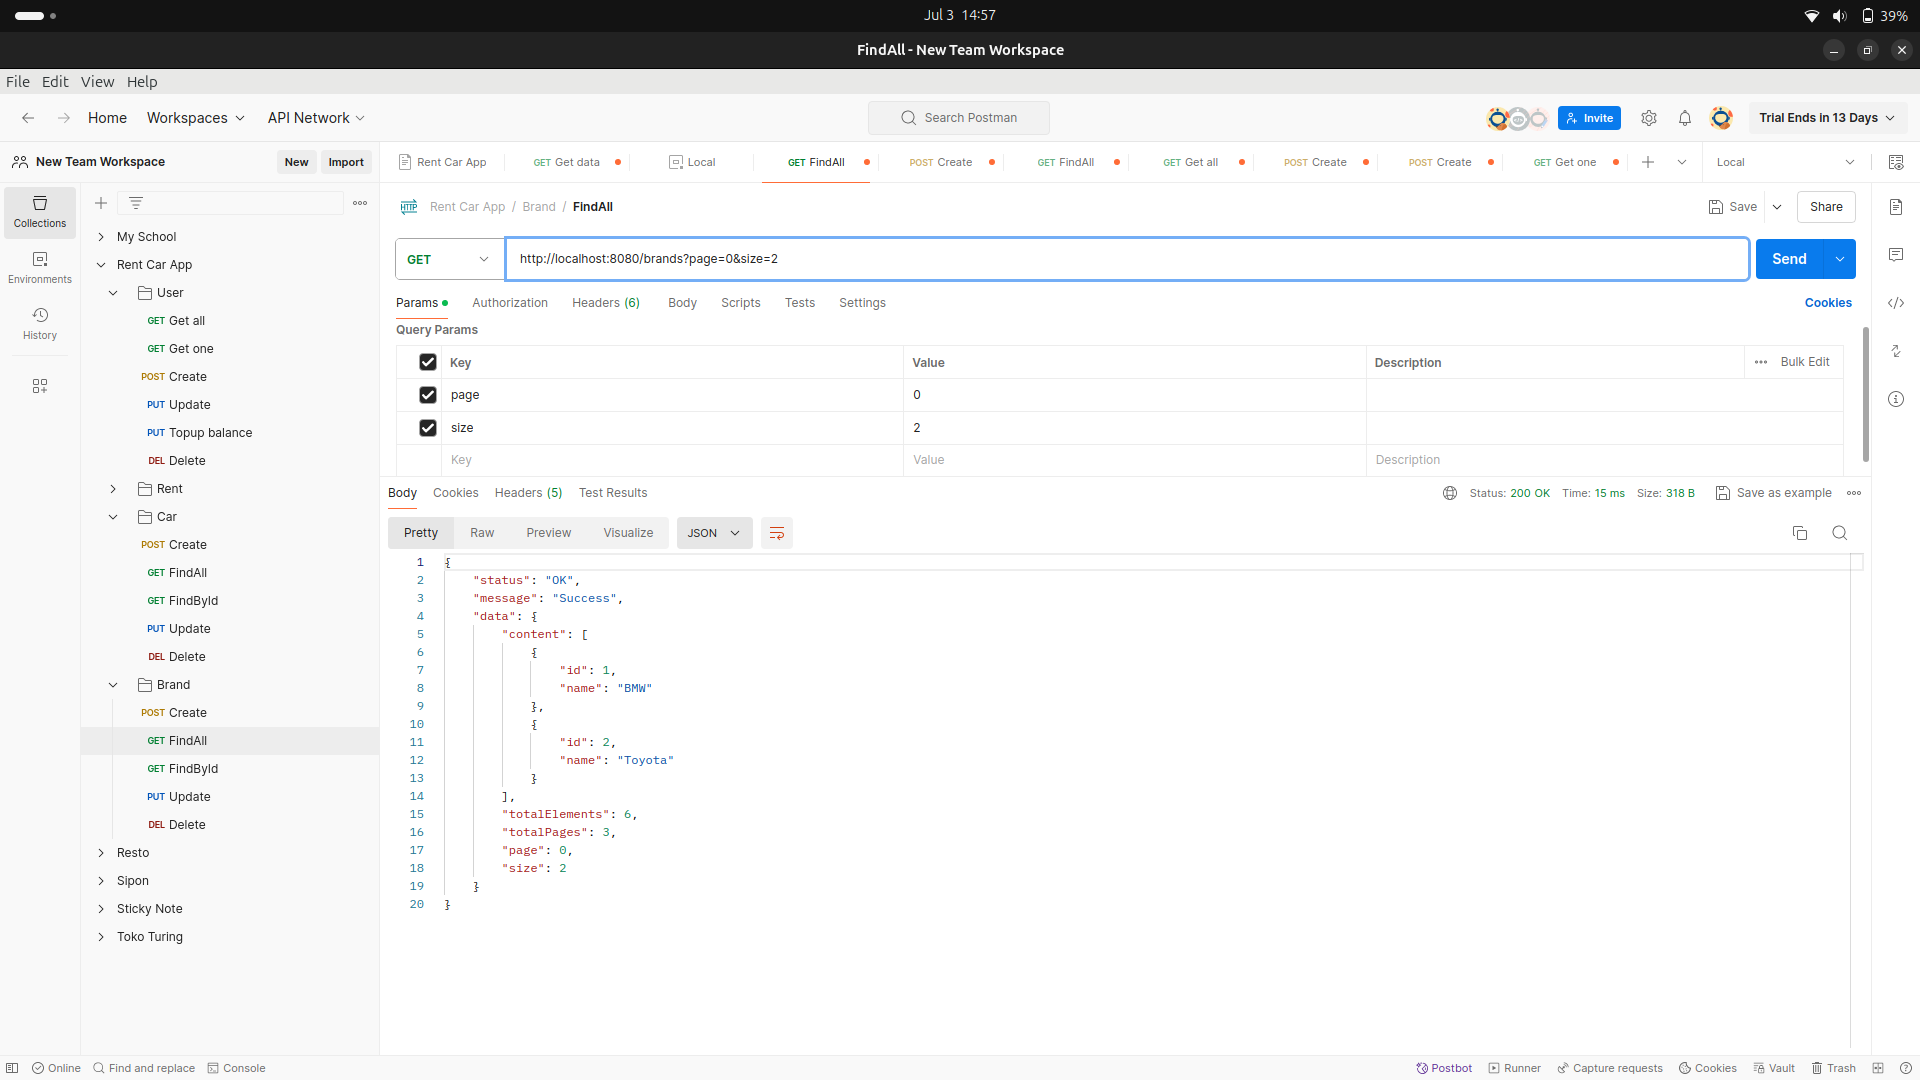 Jul 3 14:57
39%
FindAll - New Team Workspace
File Edit View Help
Home Workspaces API Network
Search Postman
Invite
Trial Ends in 13 Days
New Team Workspace
New Import
Rent Car App
GET Get data
Local
GET FindAll
POST Create
GET FindAll
GET Get all
POST Create
POST Create
GET Get one
Local
Collections
Environments
History
My School
Rent Car App
User
GET Get all
GET Get one
POST Create
PUT Update
PUT Topup balance
DEL Delete
Rent
Car
POST Create
GET FindAll
GET FindById
PUT Update
DEL Delete
Brand
POST Create
GET FindAll
GET FindById
PUT Update
DEL Delete
Resto
Sipon
Sticky Note
Toko Turing
HTTP Rent Car App / Brand / FindAll
Save
Share
GET
http://localhost:8080/brands?page=0&size=2
Send
Params Authorization Headers (6) Body Scripts Tests Settings
Cookies
Query Params
Key Value Description
Bulk Edit
page 0
size 2
Key Value Description
Body Cookies Headers (5) Test Results
Status: 200 OK Time: 15 ms Size: 318 B
Save as example
Pretty Raw Preview Visualize JSON
1 {
2 "status": "OK",
3 "message": "Success",
4 "data": {
5 "content": [
6 {
7 "id": 1,
8 "name": "BMW"
9 },
10 {
11 "id": 2,
12 "name": "Toyota"
13 }
14 ],
15 "totalElements": 6,
16 "totalPages": 3,
17 "page": 0,
18 "size": 2
19 }
20 }
Online Find and replace Console
Postbot Runner Capture requests Cookies Vault Trash